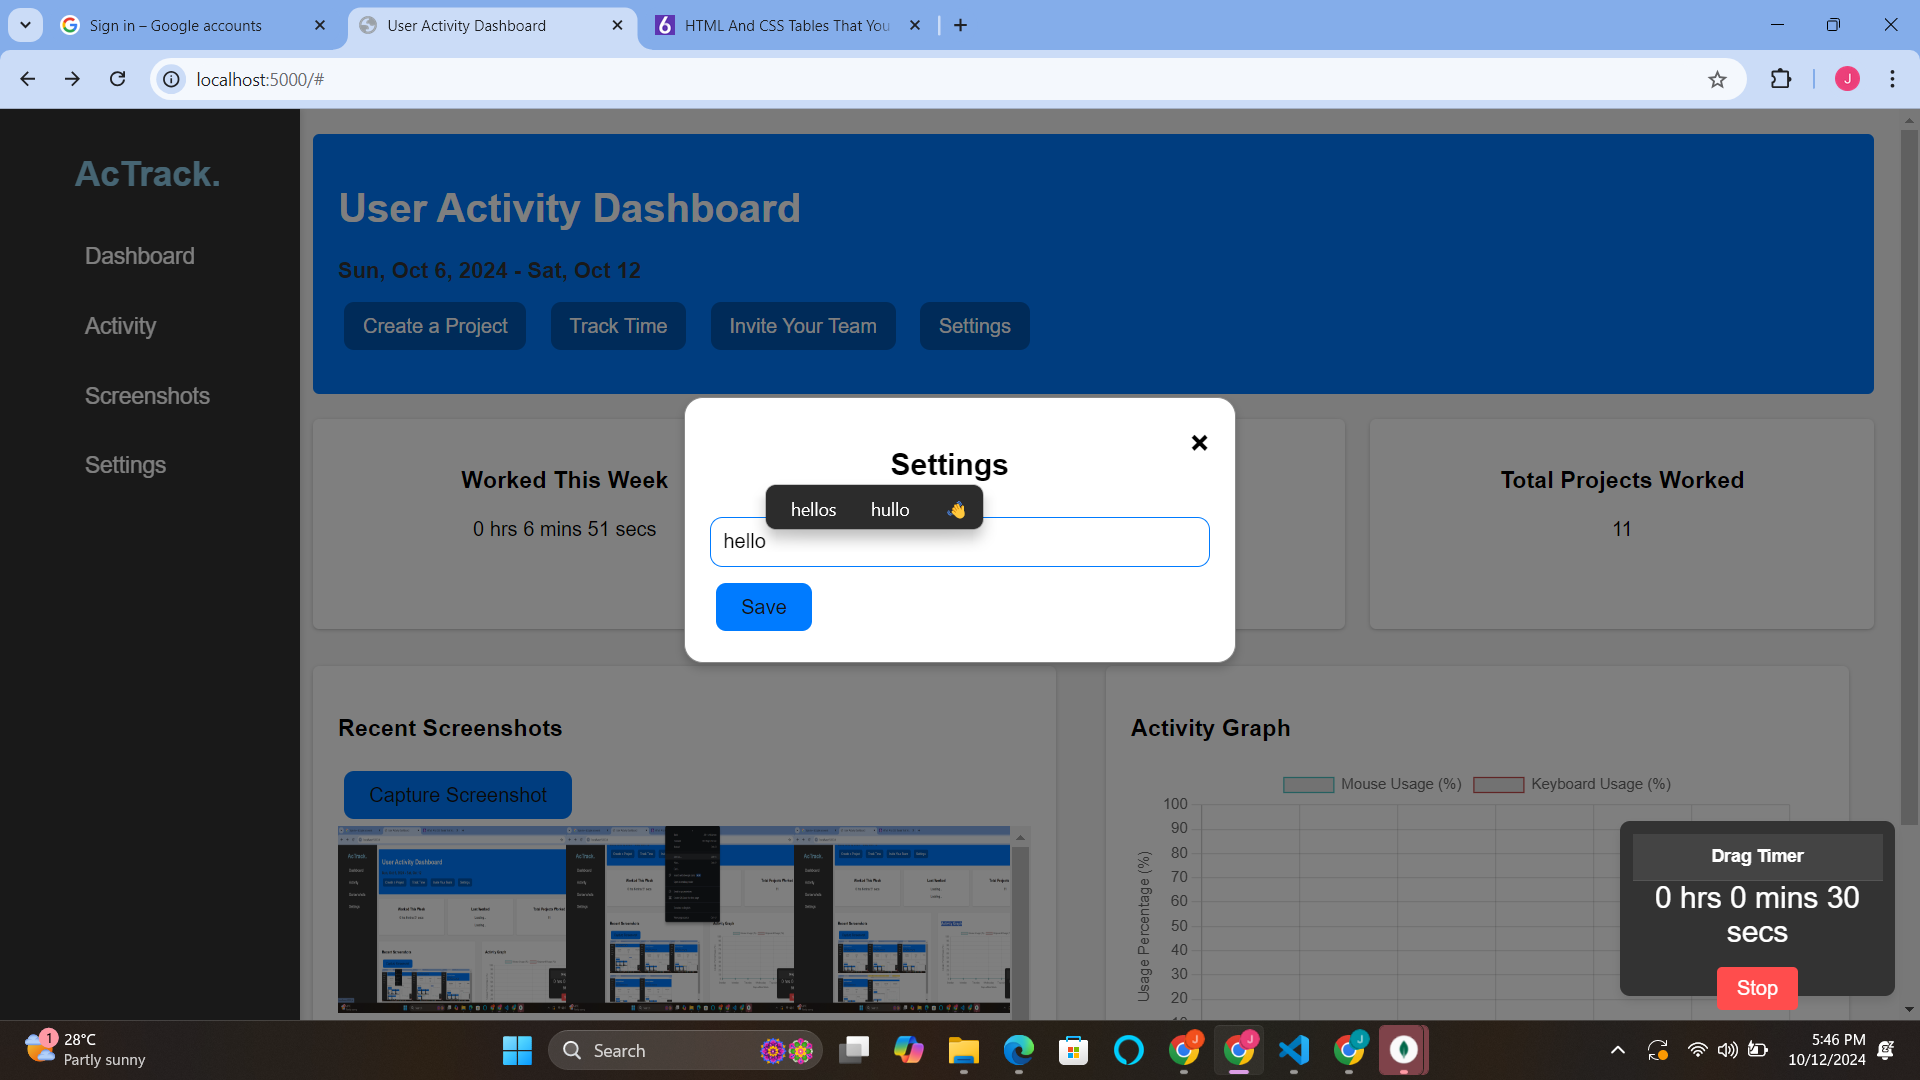 Sign in – Google accounts
User Activity Dashboard
HTML And CSS Tables That You
localhost:5000/#
J
AcTrack.
Dashboard
Activity
Screenshots
Settings
User Activity Dashboard
Sun, Oct 6, 2024 - Sat, Oct 12
Create a Project
Track Time
Invite Your Team
Settings
Worked This Week
0 hrs 6 mins 51 secs
Total Projects Worked
11
Settings
hellos hullo 👋
hello
Save
Recent Screenshots
Capture Screenshot
Activity Graph
Mouse Usage (%)
Keyboard Usage (%)
Usage Percentage (%)
100
90
80
70
60
50
40
30
20
Drag Timer
0 hrs 0 mins 30
secs
Stop
1
28°C
Partly sunny
Search
J
J
J
5:46 PM
10/12/2024